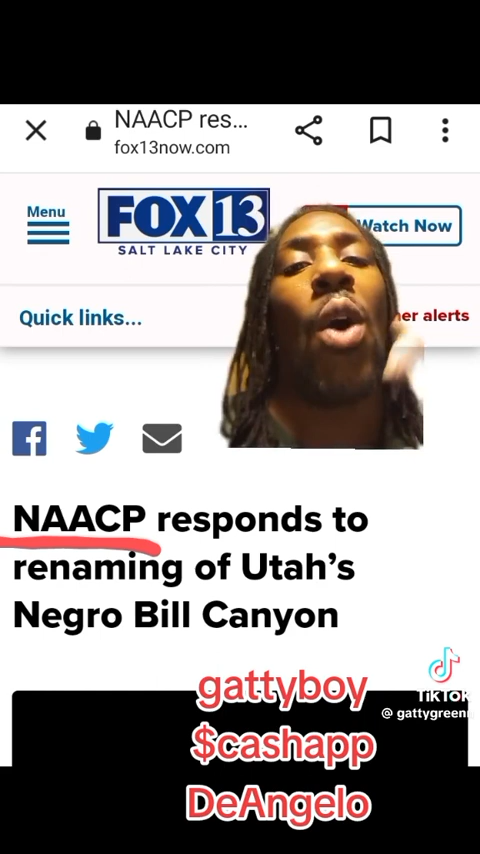 NAACP res...
fox13now.com
Menu
FOX 13
Watch Now
SALT LAKE CITY
Quick links...
er alerts
NAACP responds to
renaming of Utah’s
Negro Bill Canyon
gattyboy
TikTok
@ gattygreen
$cashapp
DeAngelo